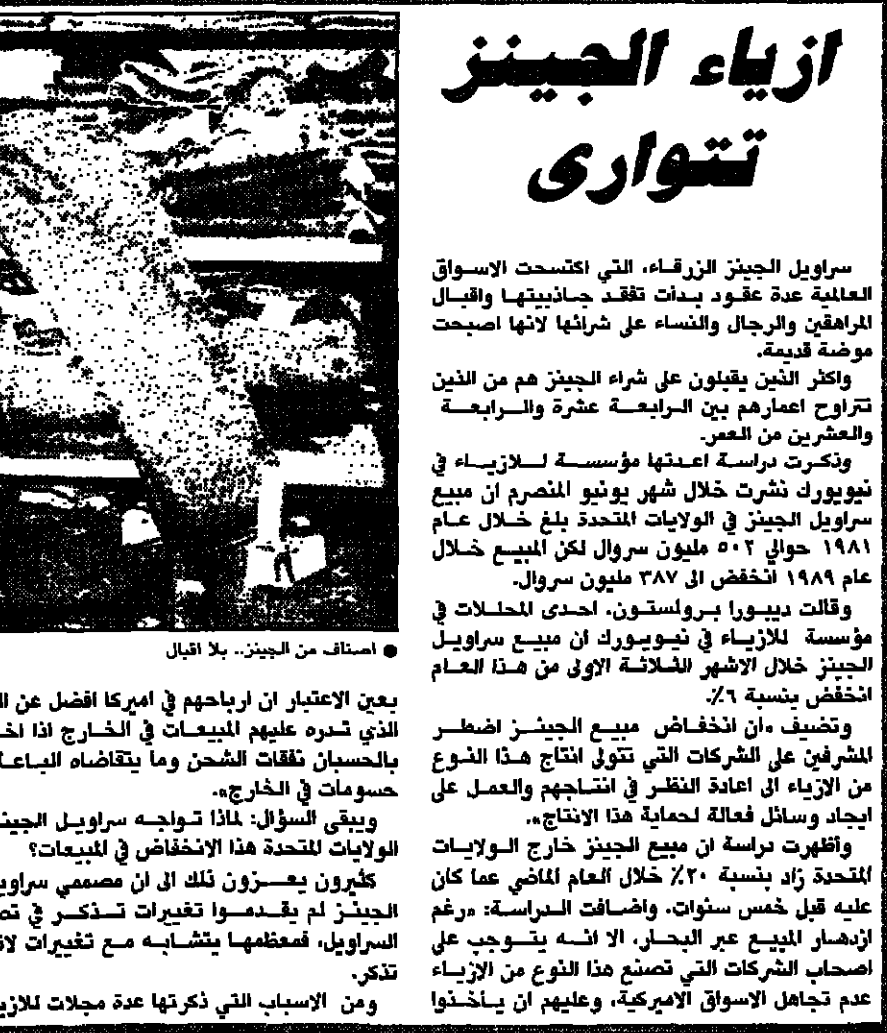 ازياء الجينز
تتوارى
سراويل الجينز الزرقاء، التي اكتسحت الاسواق
العالمية عدة عقود بدأت تفقد جاذبيتها واقبال
المراهقين والرجال والنساء على شرائها لانها اصبحت
موضة قديمة.
واكثر الذين يقبلون على شراء الجينز هم من الذين
تتراوح اعمارهم بين الرابعة عشرة والرابعة
والعشرين من العمر.
وذكرت دراسة اعدتها مؤسسة للازياء في
نيويورك نشرت خلال شهر يونيو المنصرم ان مبيع
سراويل الجينز في الولايات المتحدة بلغ خلال عام
١٩٨١ حوالي ٥٠٢ مليون سروال لكن المبيع خلال
عام ١٩٨٩ انخفض الى ٣٨٧ مليون سروال.
وقالت ديبورا برولستون، احدى المحللات في
مؤسسة للازياء في نيويورك ان مبيع سراويل
الجينز خلال الاشهر الثلاثة الاولى من هذا العام
انخفض بنسبة ٦٪.
وتضيف «ان انخفاض مبيع الجينز اضطر
المشرفين على الشركات التي تتولى انتاج هذا النوع
من الازياء الى اعادة النظر في انتاجهم والعمل على
ايجاد وسائل فعالة لحماية هذا الانتاج».
وأظهرت دراسة ان مبيع الجينز خارج الولايات
المتحدة زاد بنسبة ٢٠٪ خلال العام الماضي عما كان
عليه قبل خمس سنوات، واضافت الدراسة: «رغم
ازدهار المبيع عبر البحار، الا انه يتوجب على
اصحاب الشركات التي تصنع هذا النوع من الازياء
عدم تجاهل الاسواق الاميركية، وعليهم ان يأخذوا
● اصناف من الجينز.. بلا اقبال
بعين الاعتبار ان ارباحهم في اميركا افضل عن
الذي تدره عليهم المبيعات في الخارج اذا
بالحسبان نفقات الشحن وما يتقاضاه
حسومات في الخارج».
ويبقى السؤال: لماذا تواجه سراويل
الولايات المتحدة هذا الانخفاض في المبيعات؟
كثيرون يعزون ذلك الى ان مصممي
الجينز لم يقدموا تغييرات تذكر في
السراويل، فمعظمها يتشابه مع تغييرات
تذكر.
ومن الاسباب التي ذكرتها عدة مجلات